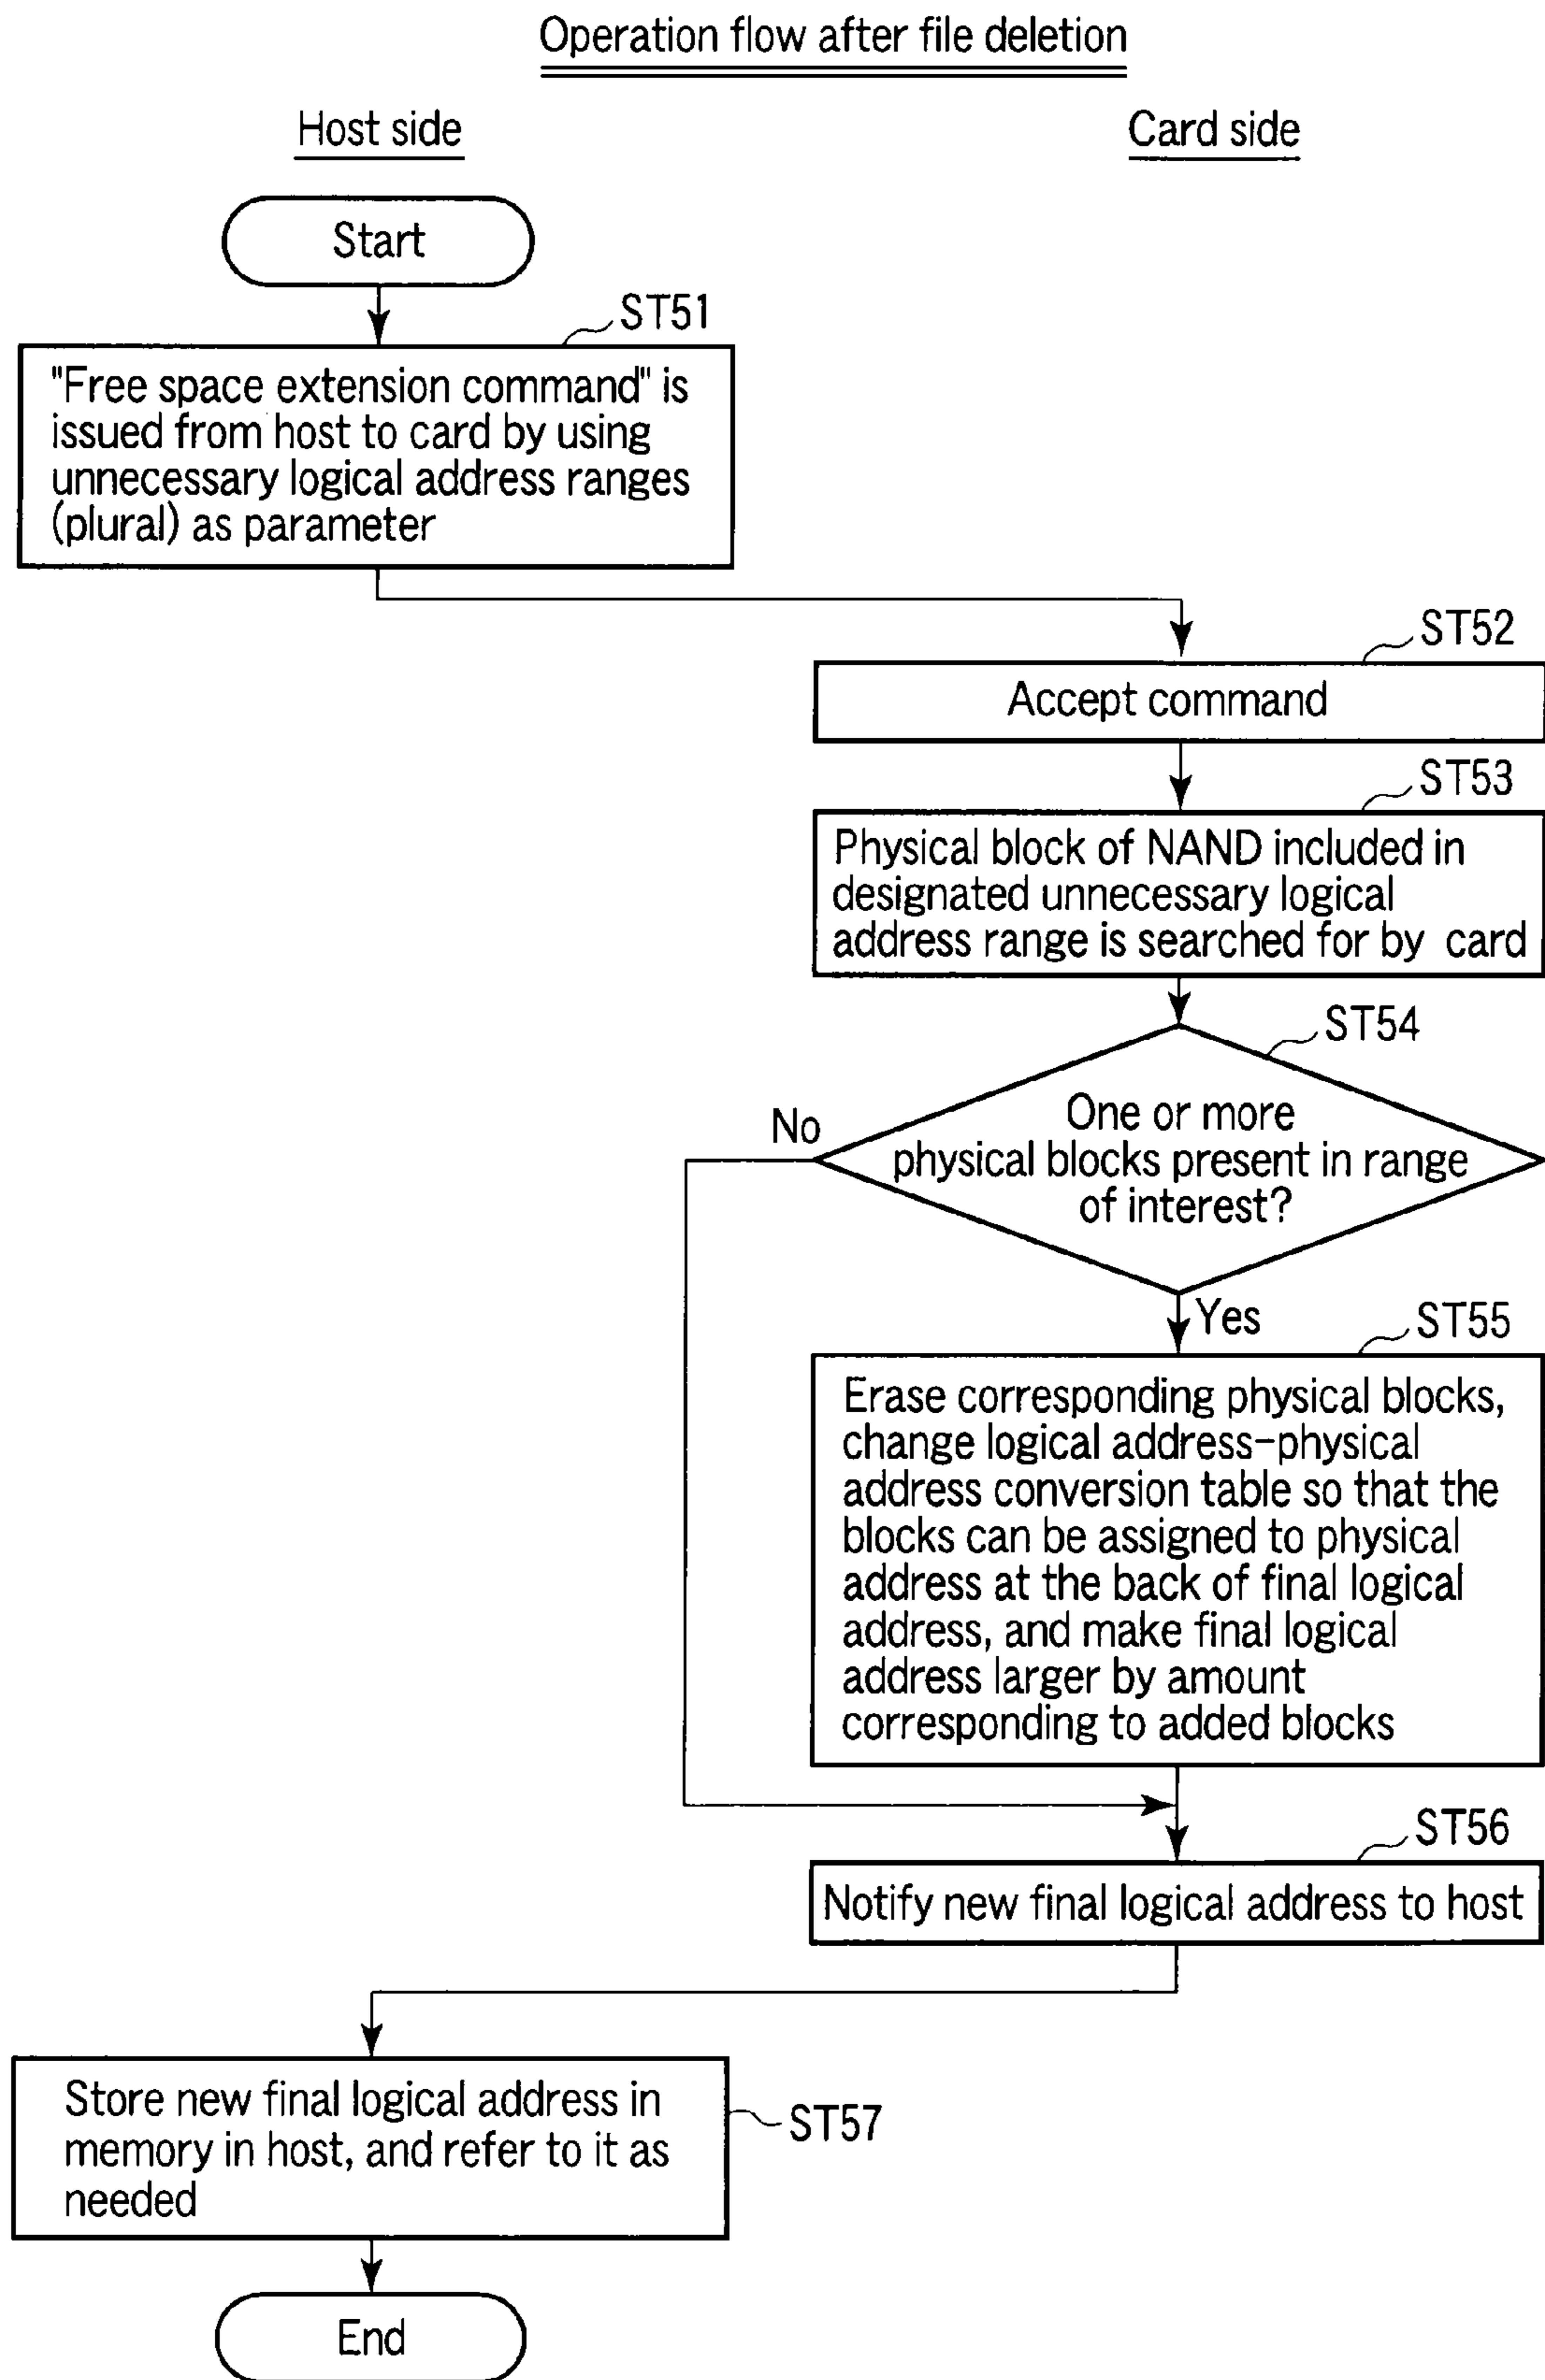 Operation flow after file deletion
Host side
Card side
Start
ST51
"Free space extension command" is
issued from host to card by using
unnecessary logical address ranges
(plural) as parameter
ST52
Accept command
ST53
Physical block of NAND included in
designated unnecessary logical
address range is searched for by card
ST54
One or more
physical blocks present in range
of interest?
No
Yes
ST55
Erase corresponding physical blocks,
change logical address-physical
address conversion table so that the
blocks can be assigned to physical
address at the back of final logical
address, and make final logical
address larger by amount
corresponding to added blocks
ST56
Notify new final logical address to host
Store new final logical address in
memory in host, and refer to it as
needed
ST57
End